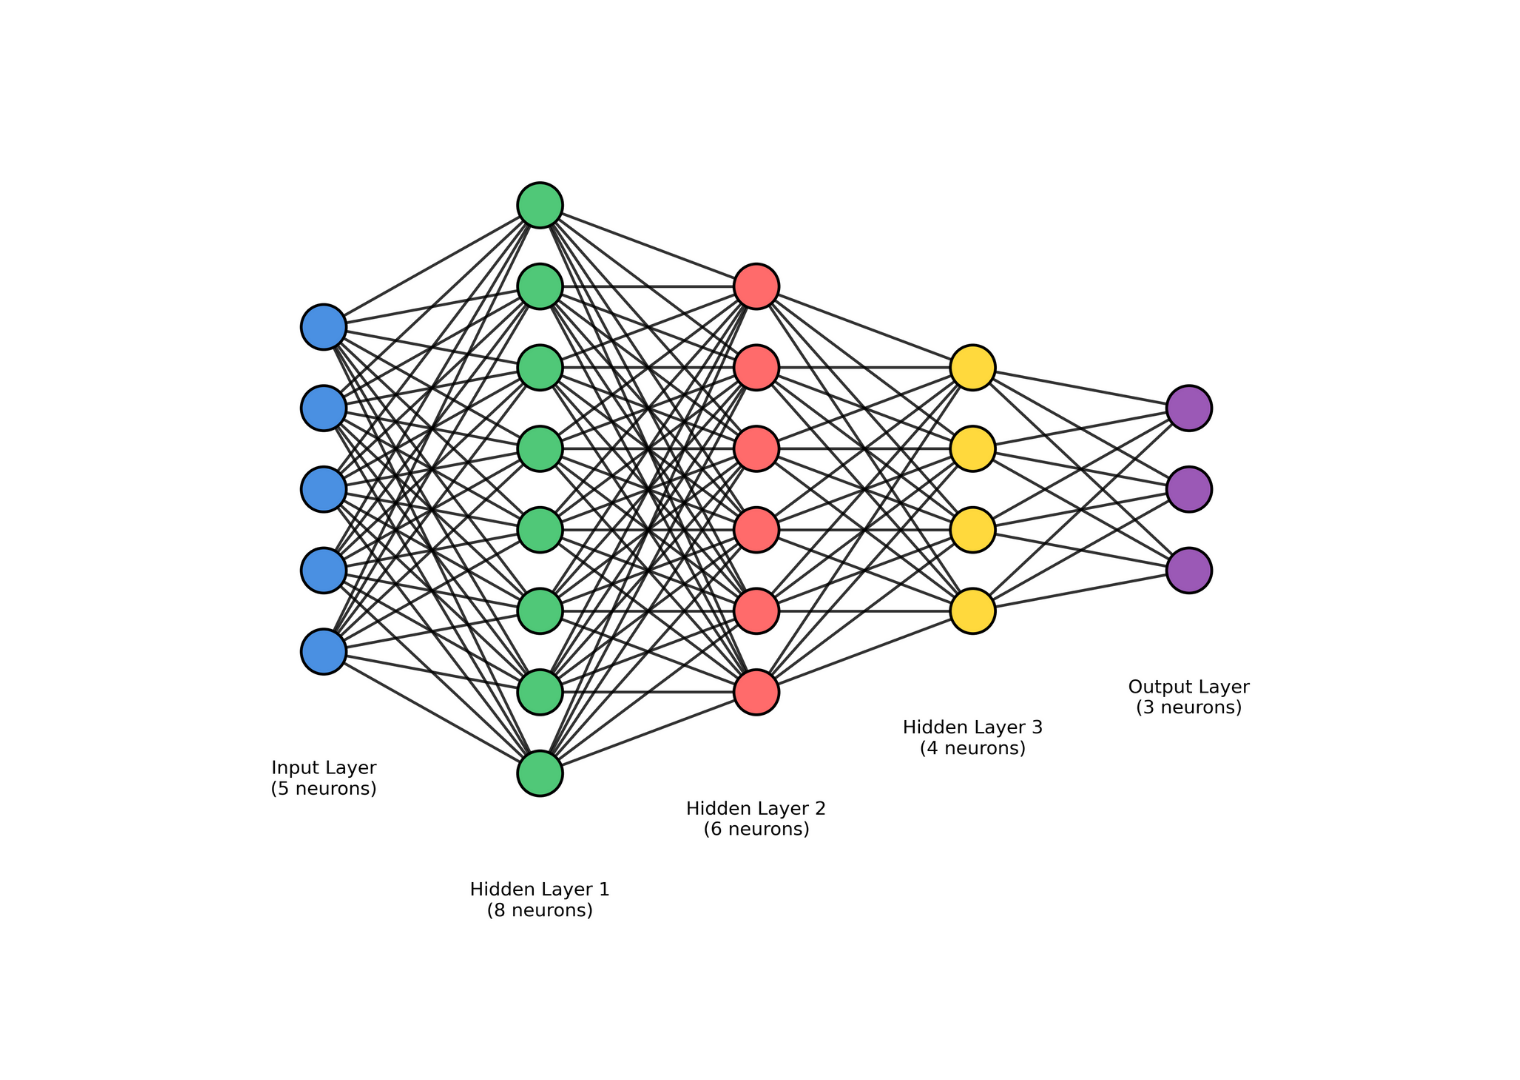 Input Layer
(5 neurons)
Hidden Layer 1
(8 neurons)
Hidden Layer 2
(6 neurons)
Hidden Layer 3
(4 neurons)
Output Layer
(3 neurons)